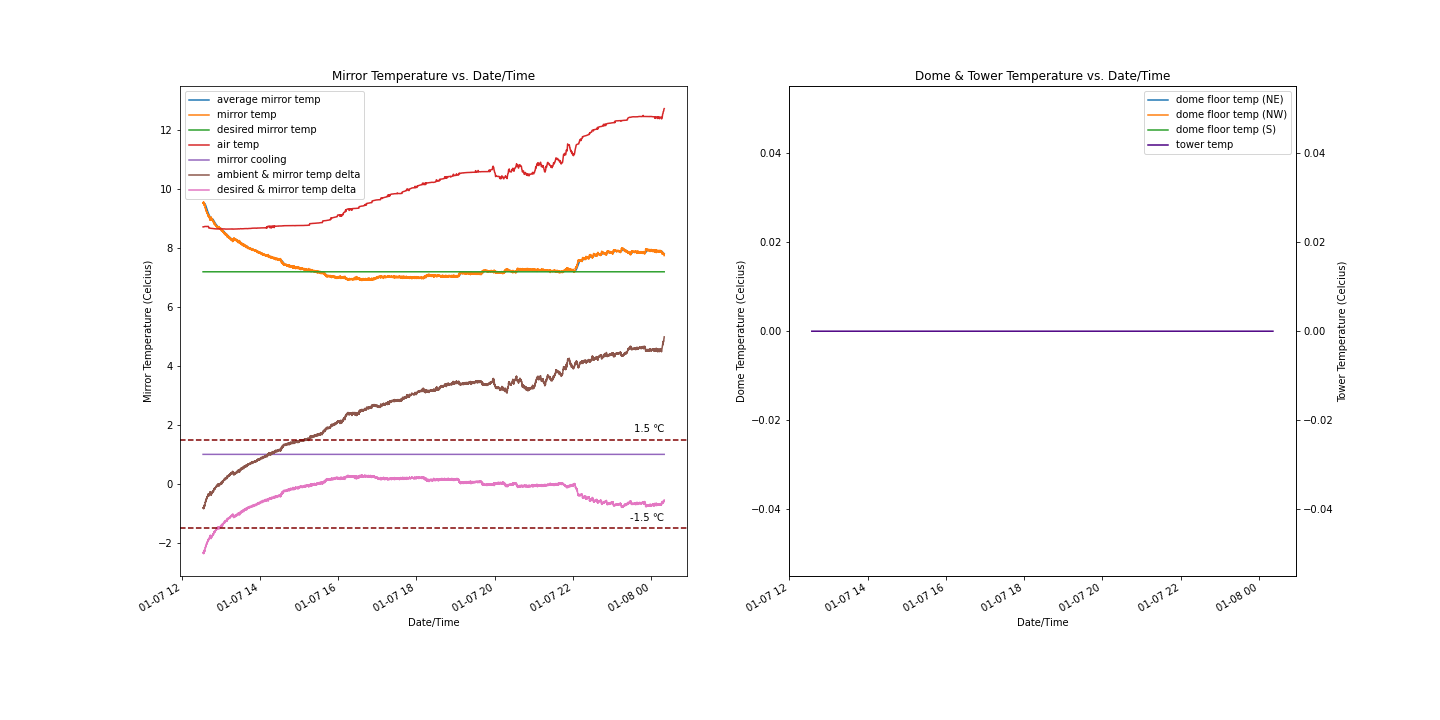 Mirror Temperature vs. Date/Time
average mirror temp
mirror temp
desired mirror temp
air temp
mirror cooling
ambient & mirror temp delta
desired & mirror temp delta
12
10
8
6
4
2
0
−2
Mirror Temperature (Celcius)
1.5 °C
-1.5 °C
01-07 12
01-07 14
01-07 16
01-07 18
01-07 20
01-07 22
01-08 00
Date/Time
Dome & Tower Temperature vs. Date/Time
dome floor temp (NE)
dome floor temp (NW)
dome floor temp (S)
tower temp
0.04
0.02
0.00
−0.02
−0.04
Dome Temperature (Celcius)
0.04
0.02
0.00
−0.02
−0.04
Tower Temperature (Celcius)
01-07 12
01-07 14
01-07 16
01-07 18
01-07 20
01-07 22
01-08 00
Date/Time